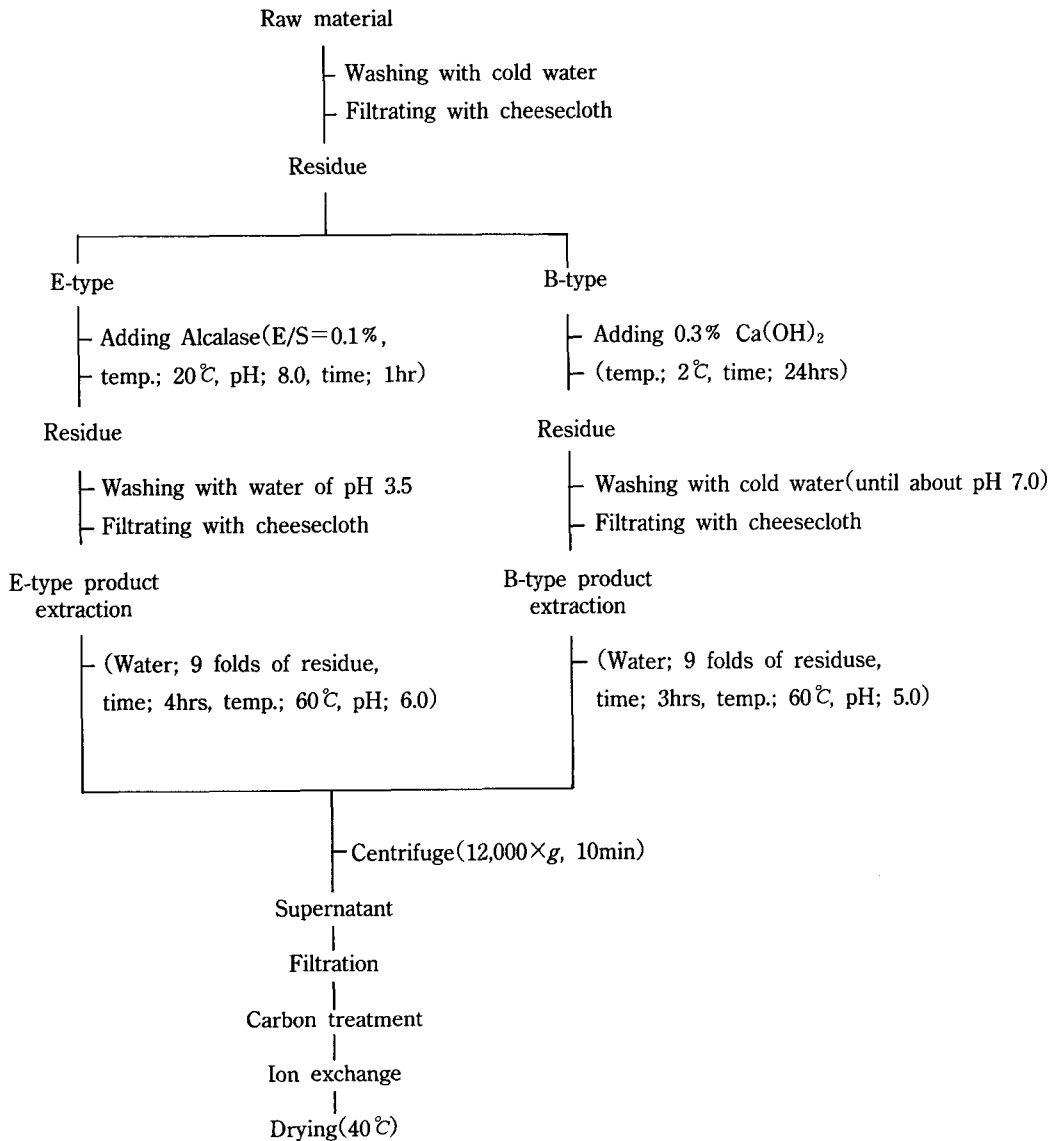 Raw material
Washing with cold water
Filtrating with cheesecloth
Residue
E-type
Adding Alcalase(E/S=0.1%,
temp.; 20℃, pH; 8.0, time; 1hr)
Residue
Washing with water of pH 3.5
Filtrating with cheesecloth
E-type product
extraction
(Water; 9 folds of residue,
time; 4hrs, temp.; 60℃, pH; 6.0)
B-type
Adding 0.3% Ca(OH)₂
(temp.; 2℃, time; 24hrs)
Residue
Washing with cold water(until about pH 7.0)
Filtrating with cheesecloth
B-type product
extraction
(Water; 9 folds of residuse,
time; 3hrs, temp.; 60℃, pH; 5.0)
Centrifuge(12,000×g, 10min)
Supernatant
Filtration
Carbon treatment
Ion exchange
Drying(40℃)